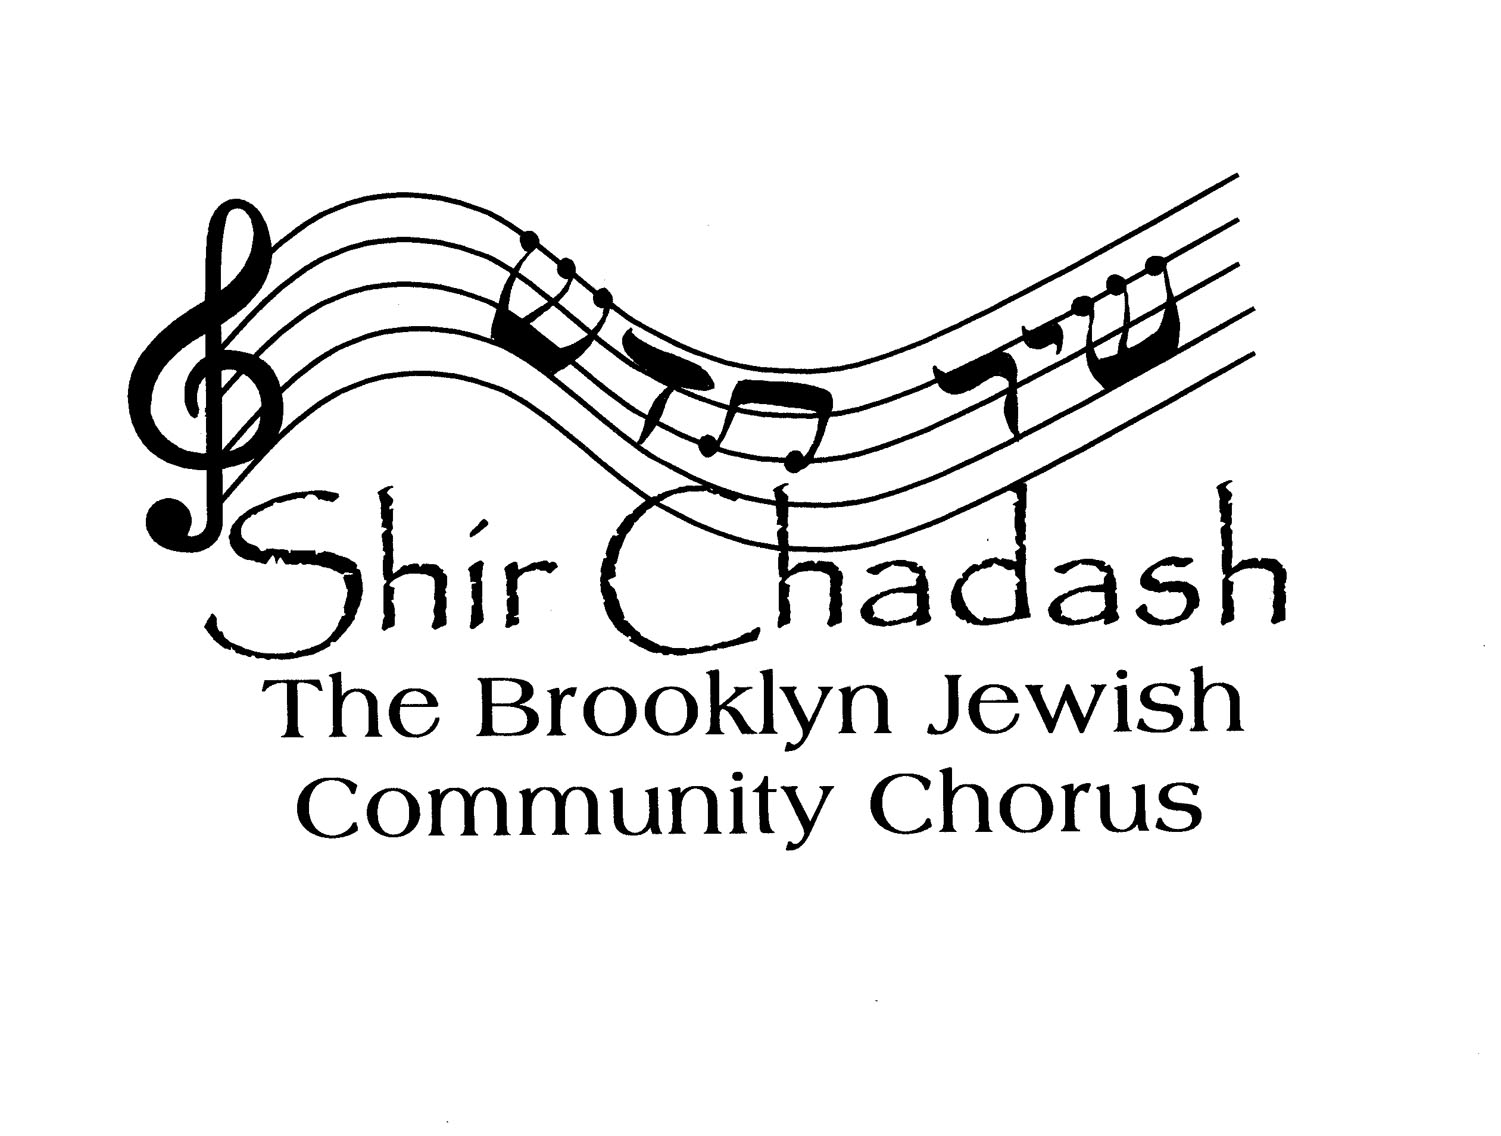 שיר חדש
Shir Chadash
The Brooklyn Jewish
Community Chorus